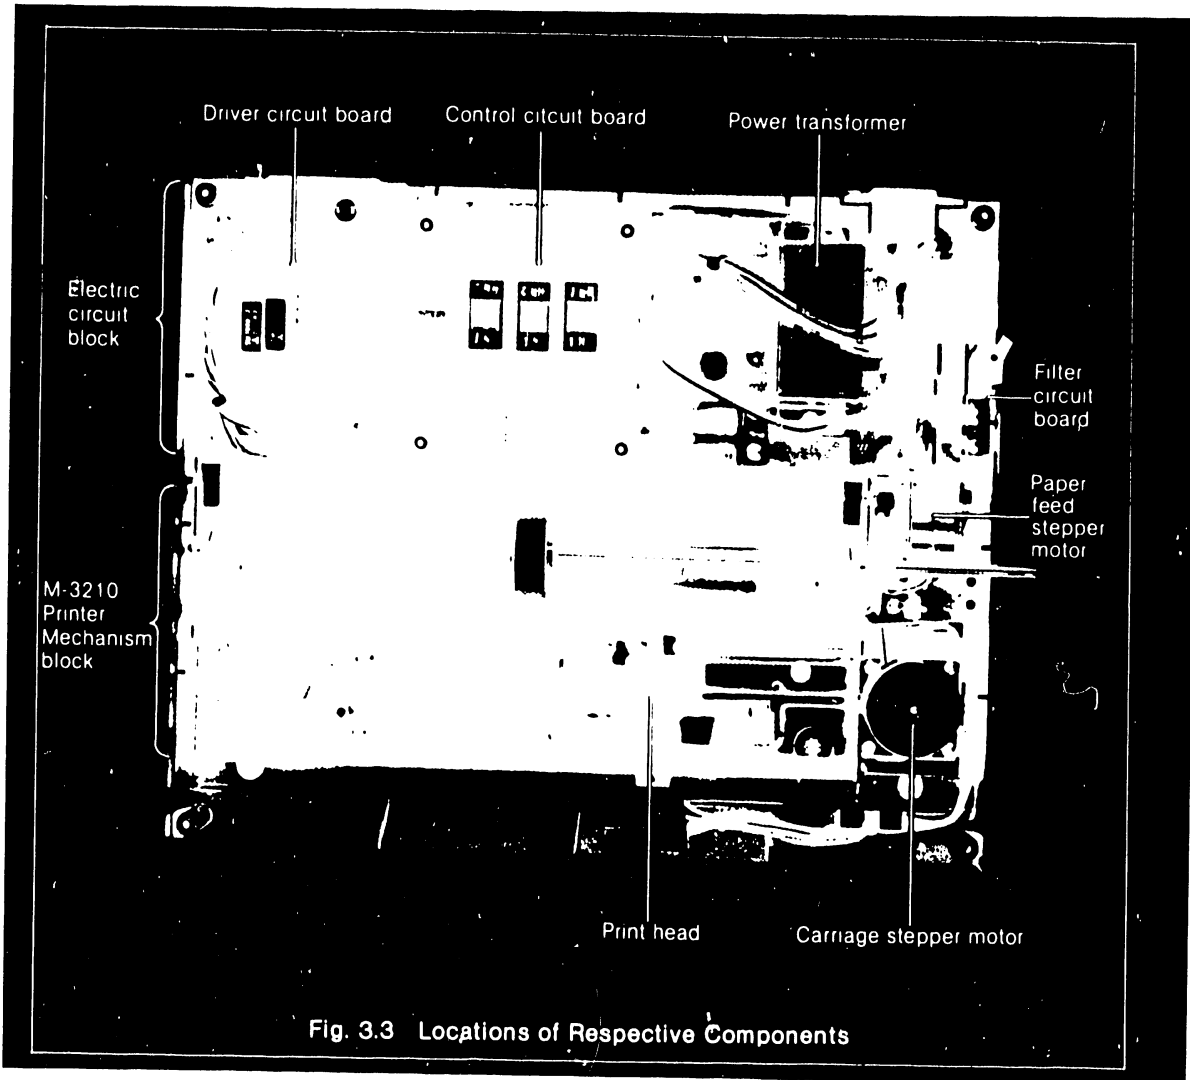 Driver circuit board
Control citcuit board
Power transformer
Electric
circuit
block
Filter
circuit
board
Paper
feed
stepper
motor
M-3210
Printer
Mechanism
block
Print head
Carriage stepper motor
Fig. 3.3 Locations of Respective Components